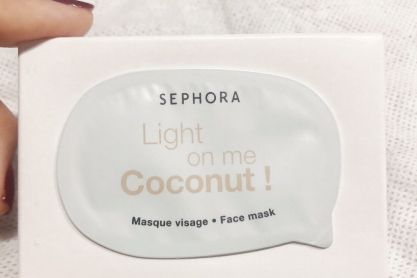 SEPHORA
Light
on me
Coconut !
Masque visage • Face mask